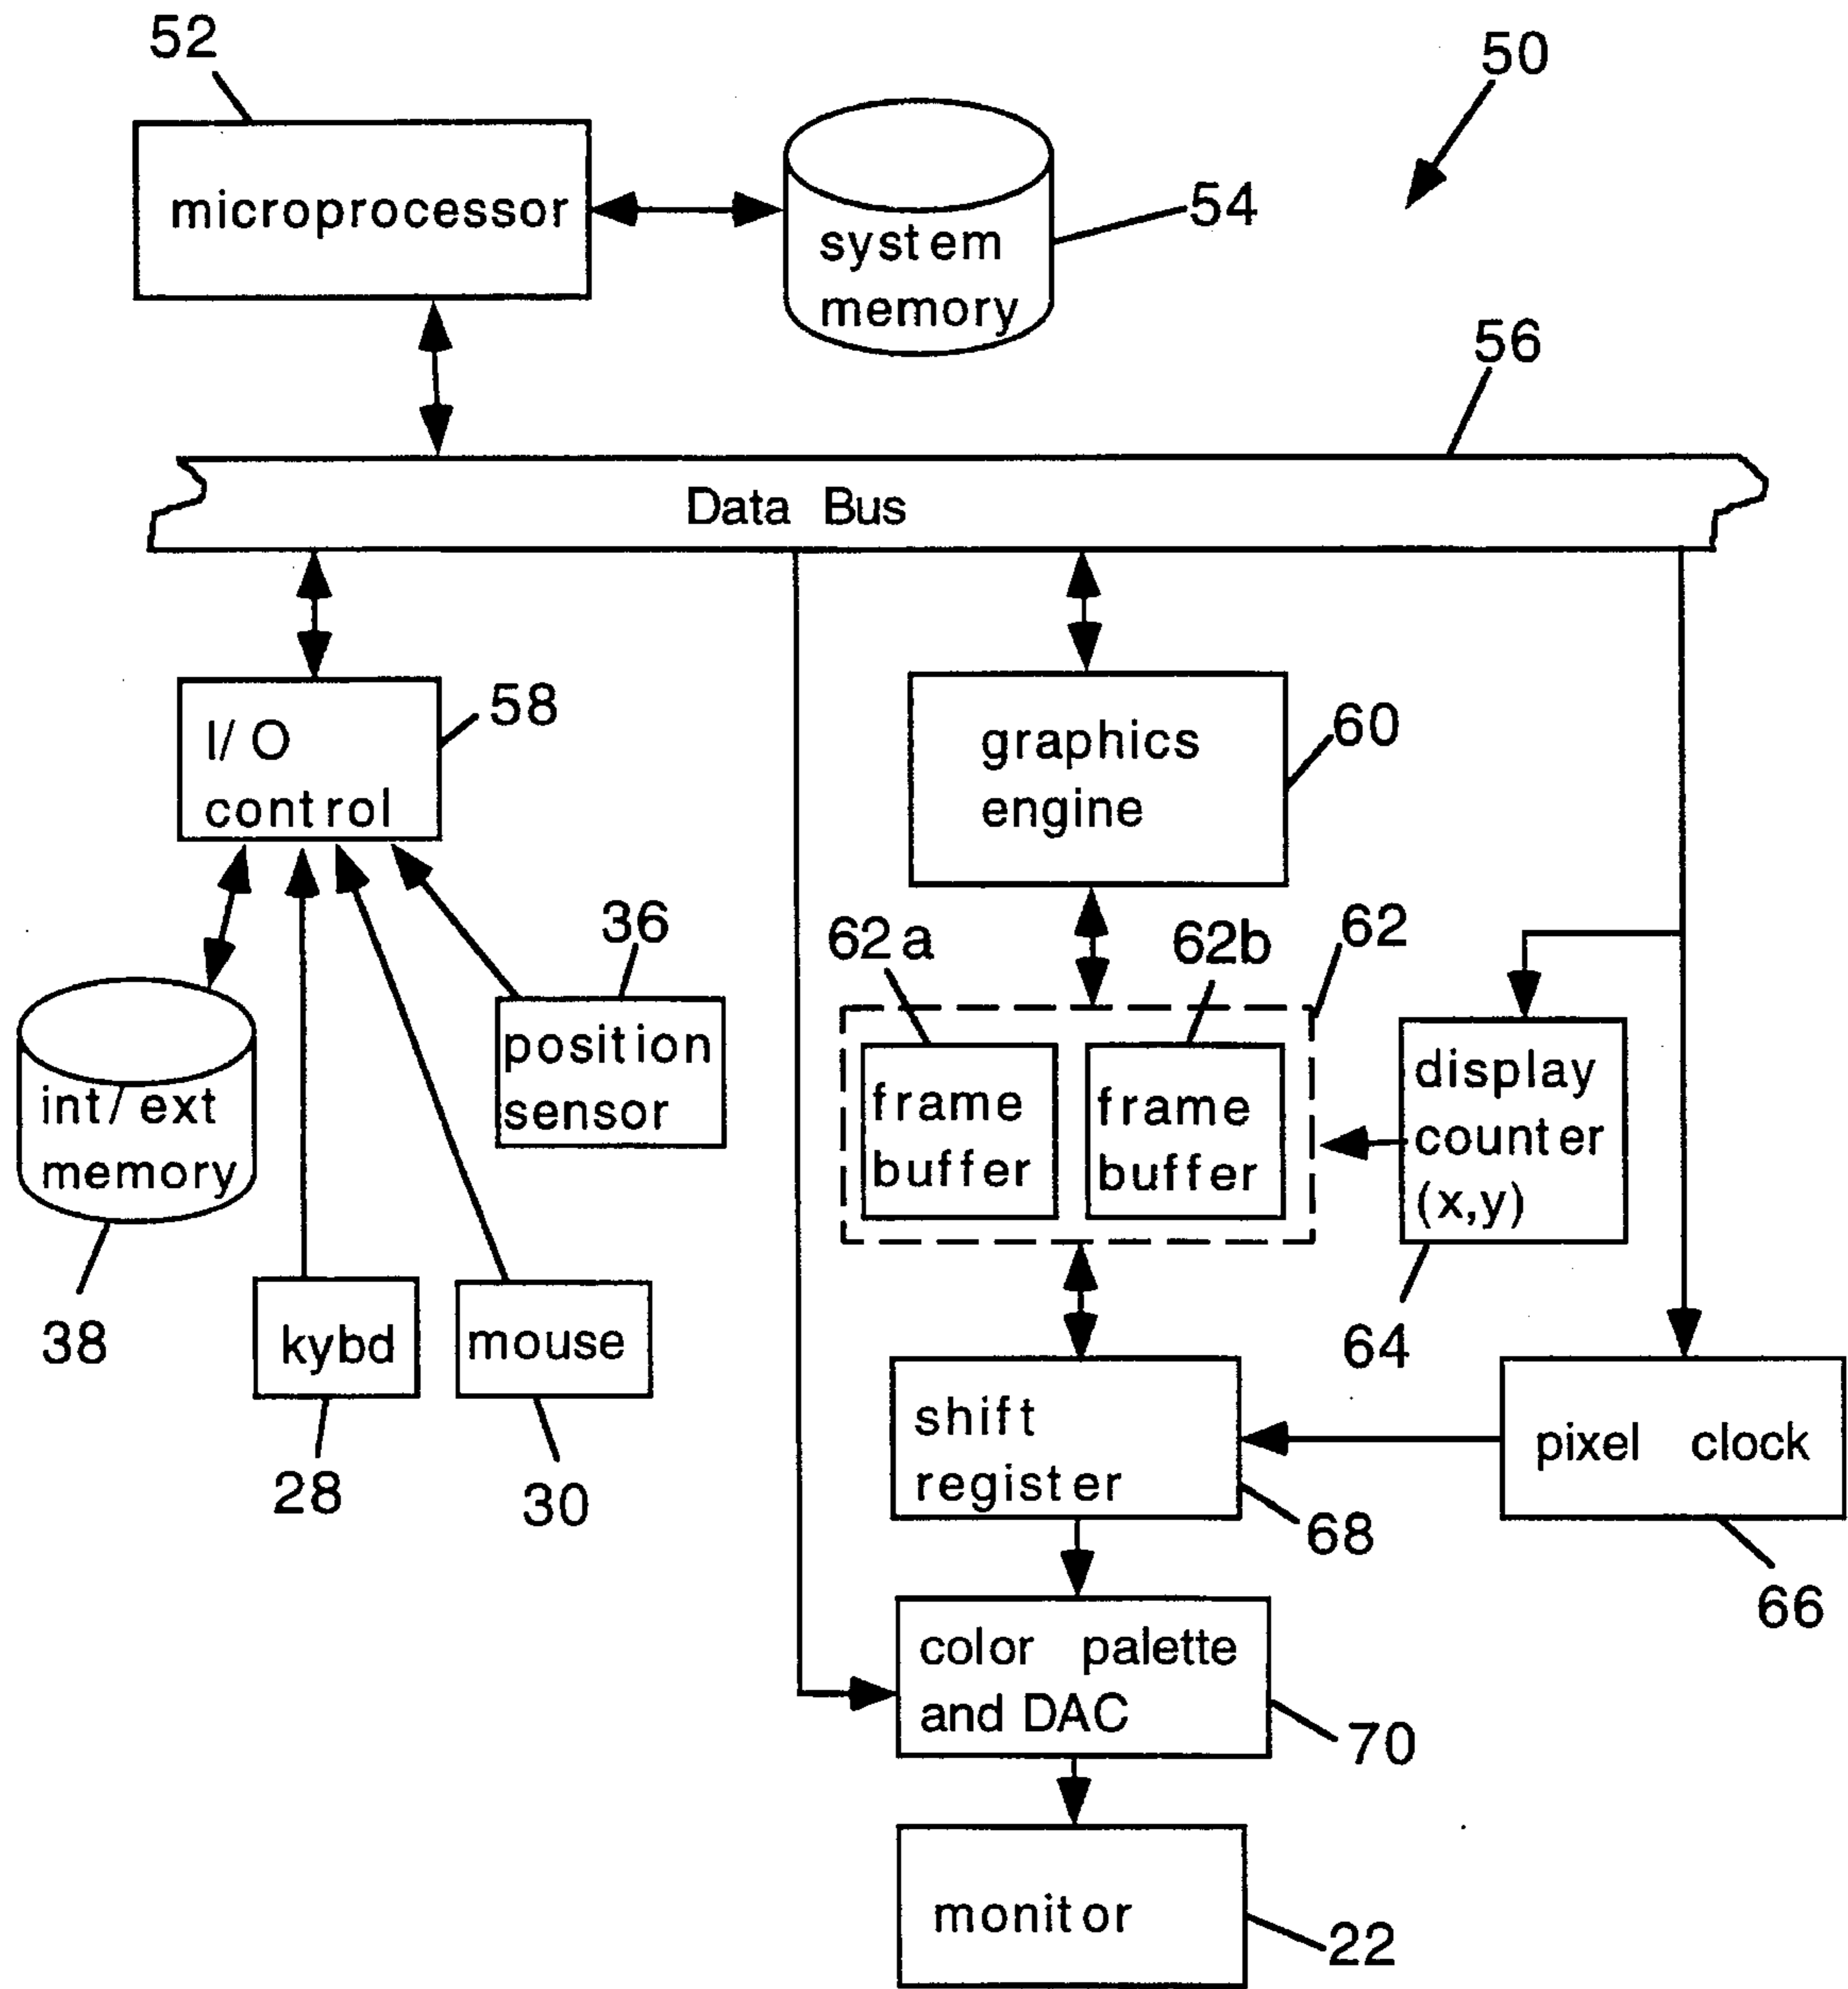 52
50
microprocessor
system
memory
54
56
Data Bus
I/O
control
58
graphics
engine
60
36
62a
62b
62
position
sensor
int/ext
memory
frame
buffer
frame
buffer
display
counter
(x,y)
38
kybd
mouse
64
28
30
shift
register
68
pixel clock
66
color palette
and DAC
70
monitor
22